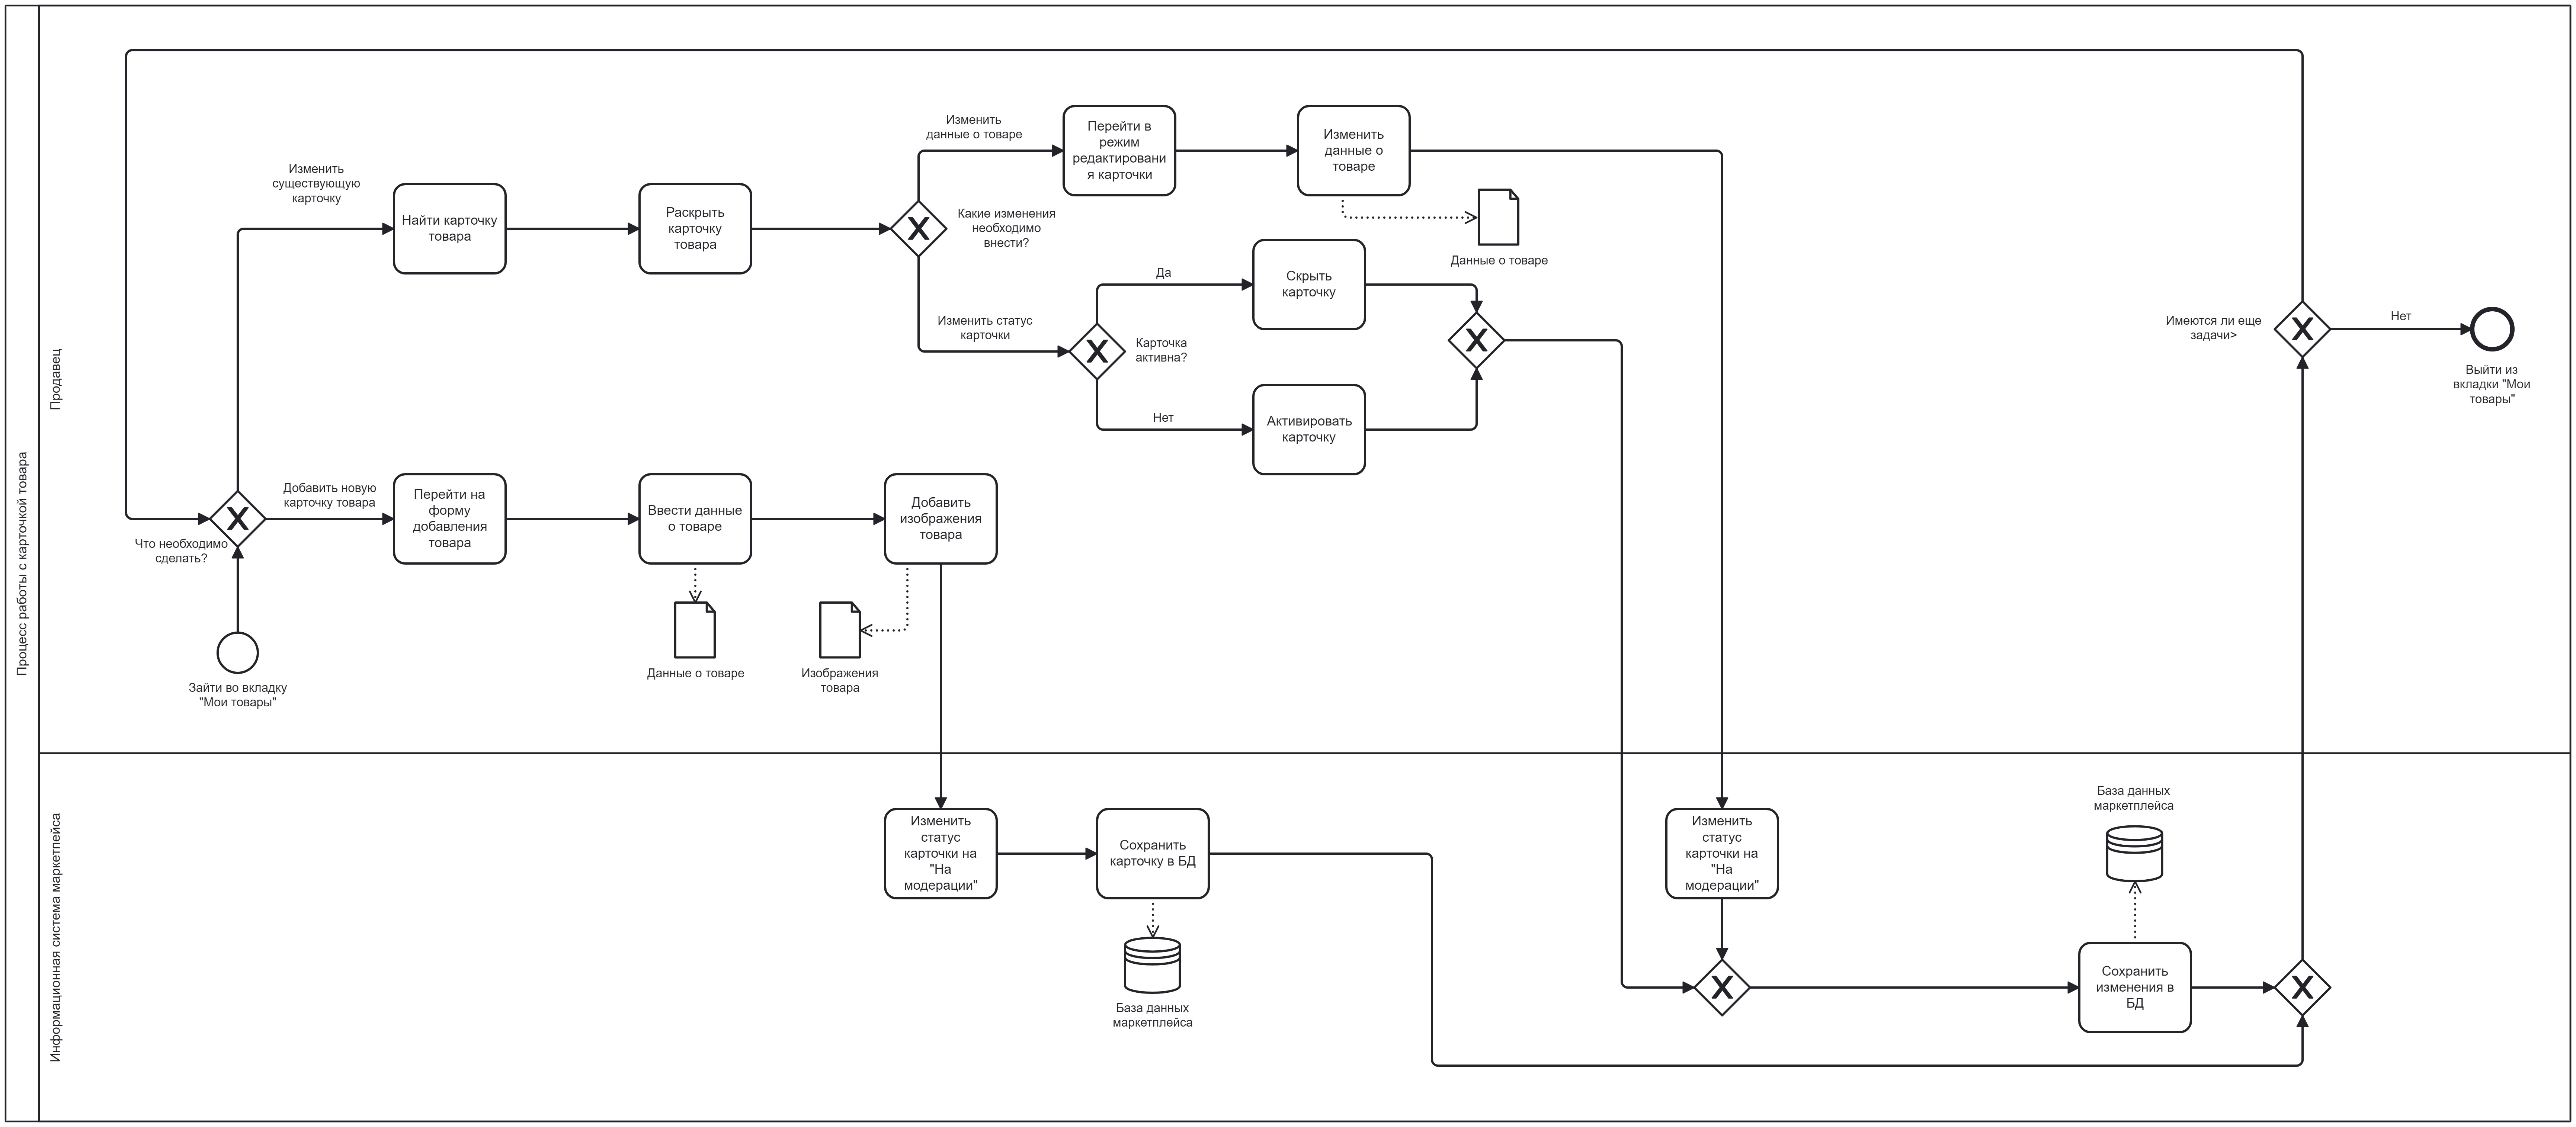 Процесс работы с карточкой товара
Продавец
Изменить
существующую
карточку
Найти карточку
товара
Раскрыть
карточку
товара
Какие изменения
необходимо
внести?
Изменить
данные о товаре
Перейти в
режим
редактировани
я карточки
Изменить
данные о
товаре
Данные о товаре
Изменить статус
карточки
Карточка
активна?
Да
Скрыть
карточку
Нет
Активировать
карточку
Имеются ли еще
задачи>
Нет
Выйти из
вкладки "Мои
товары"
Что необходимо
сделать?
Добавить новую
карточку товара
Перейти на
форму
добавления
товара
Ввести данные
о товаре
Добавить
изображения
товара
Данные о товаре
Изображения
товара
Зайти во вкладку
"Мои товары"
Информационная система маркетпейса
Изменить
статус
карточки на
"На
модерации"
Сохранить
карточку в БД
База данных
маркетплейса
Изменить
статус
карточки на
"На
модерации"
База данных
маркетплейса
Сохранить
изменения в
БД